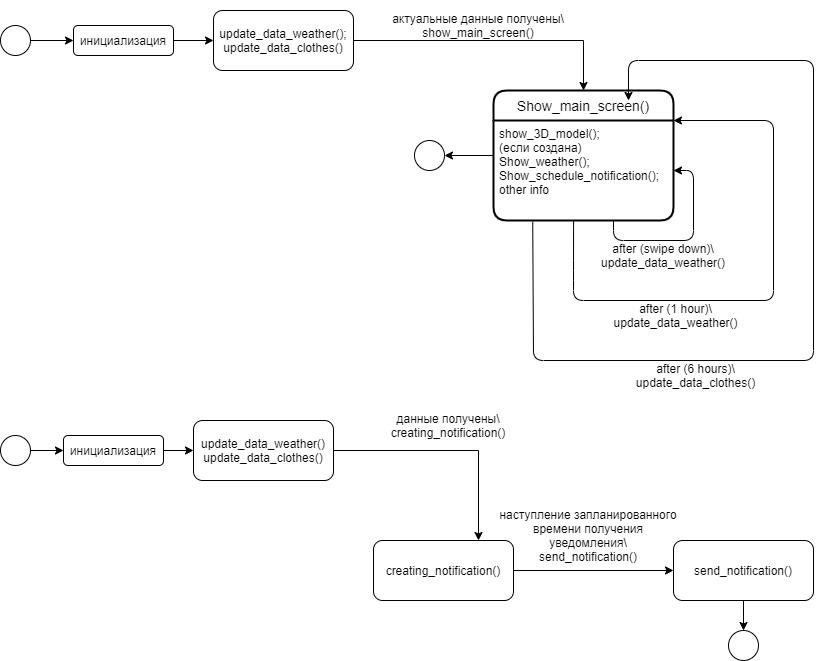 инициализация
update_data_weather();
update_data_clothes()
актуальные данные получены\
show_main_screen()
Show_main_screen()
show_3D_model();
(если создана)
Show_weather();
Show_schedule_notification();
other info
after (swipe down)\
update_data_weather()
after (1 hour)\
update_data_weather()
after (6 hours)\
update_data_clothes()
инициализация
update_data_weather()
update_data_clothes()
данные получены\
creating_notification()
creating_notification()
наступление запланированного
времени получения
уведомления\
send_notification()
send_notification()